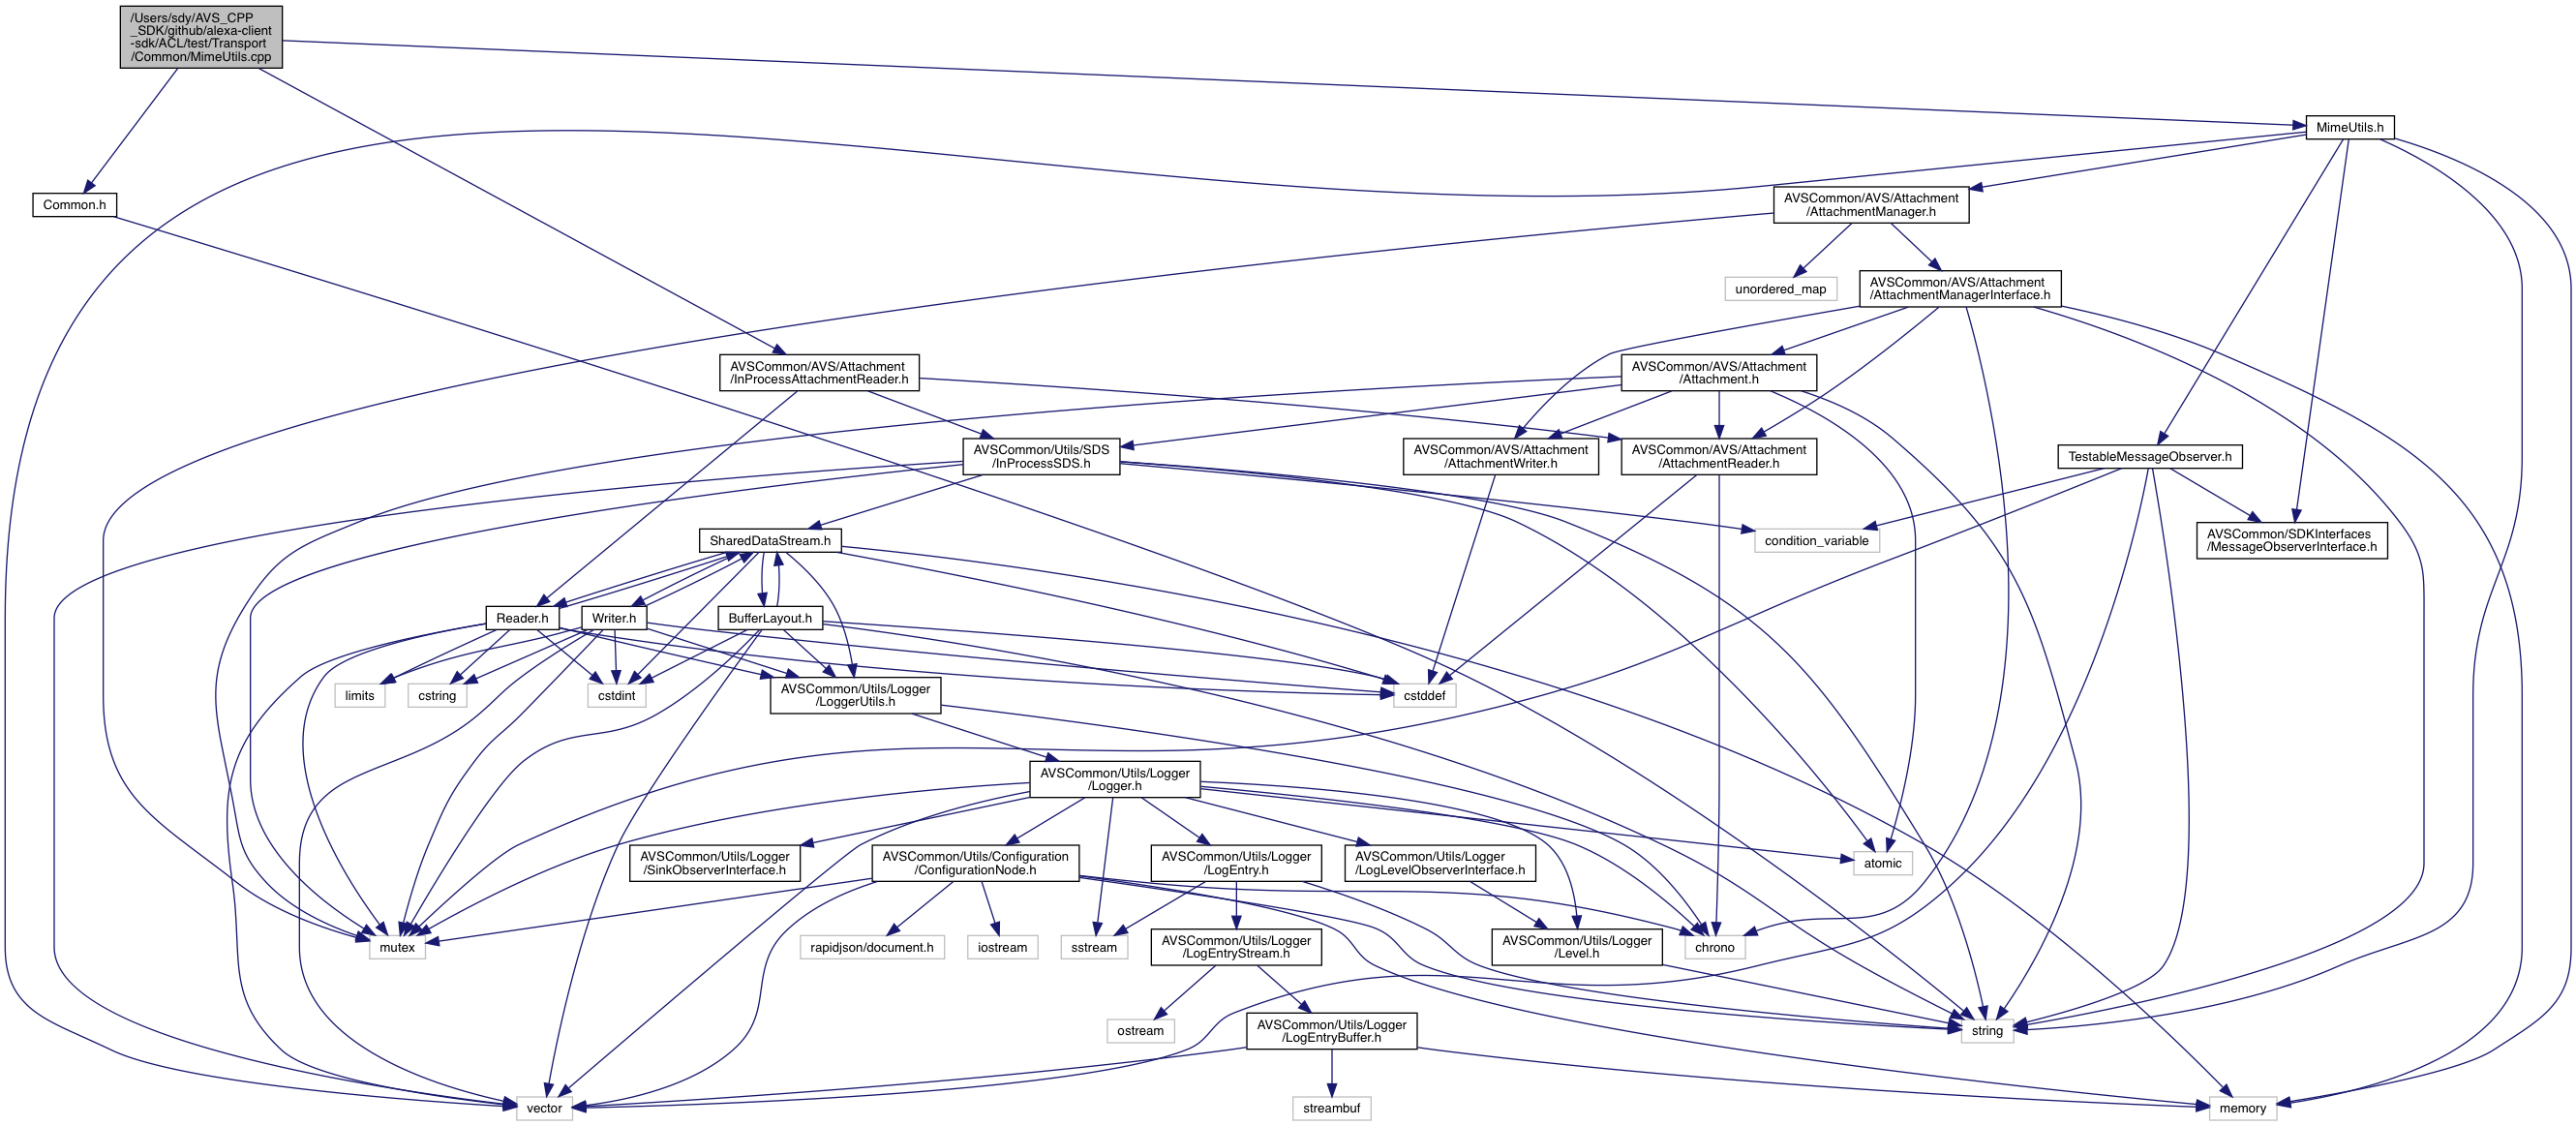 /Users/sdy/AVS_CPP
_SDK/github/alexa-client
-sdk/ACL/test/Transport
/Common/MimeUtils.cpp
MimeUtils.h
Common.h
AVSCommon/AVS/Attachment
/AttachmentManager.h
unordered_map
AVSCommon/AVS/Attachment
/AttachmentManagerInterface.h
AVSCommon/AVS/Attachment
/InProcessAttachmentReader.h
AVSCommon/AVS/Attachment
/Attachment.h
AVSCommon/Utils/SDS
/InProcessSDS.h
AVSCommon/AVS/Attachment
/AttachmentWriter.h
AVSCommon/AVS/Attachment
/AttachmentReader.h
TestableMessageObserver.h
SharedDataStream.h
condition_variable
AVSCommon/SDKInterfaces
/MessageObserverInterface.h
Reader.h
Writer.h
BufferLayout.h
limits
cstring
cstdint
AVSCommon/Utils/Logger
/LoggerUtils.h
cstddef
AVSCommon/Utils/Logger
/Logger.h
AVSCommon/Utils/Logger
/SinkObserverInterface.h
AVSCommon/Utils/Configuration
/ConfigurationNode.h
AVSCommon/Utils/Logger
/LogEntry.h
AVSCommon/Utils/Logger
/LogLevelObserverInterface.h
atomic
mutex
rapidjson/document.h
iostream
sstream
AVSCommon/Utils/Logger
/LogEntryStream.h
AVSCommon/Utils/Logger
/Level.h
chrono
ostream
AVSCommon/Utils/Logger
/LogEntryBuffer.h
string
vector
streambuf
memory